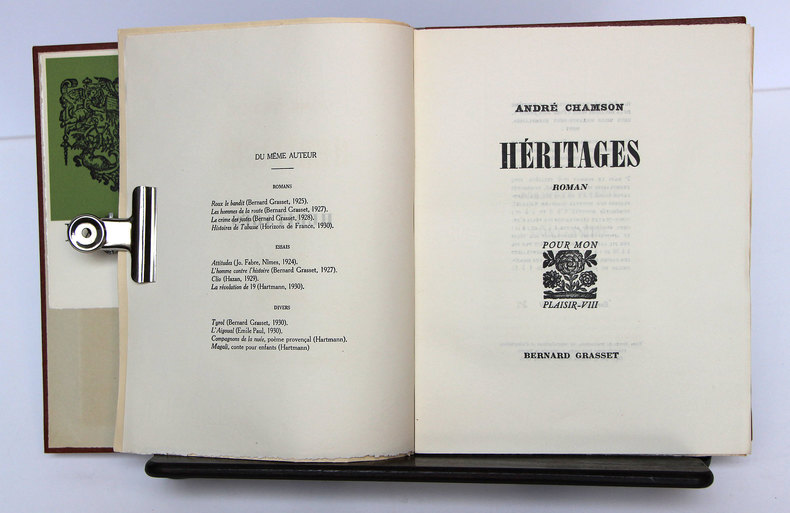 DU MÊME AUTEUR
ROMANS
Roux le bandit (Bernard Grasset, 1925).
Les hommes de la route (Bernard Grasset, 1927).
Le crime des justes (Bernard Grasset, 1928).
Histoires de Tabusse (Horizons de France, 1930).
ESSAIS
Attitudes (Jo. Fabre, Nîmes, 1924).
L'homme contre l'histoire (Bernard Grasset, 1927).
Clio (Hazan, 1929).
La révolution de 19 (Hartmann, 1930).
DIVERS
Tyrol (Bernard Grasset, 1930).
L'Aigoual (Emile Paul, 1930).
Compagnons de la nuée, poème provençal (Hartmann).
Magali, conte pour enfants (Hartmann)
ANDRÉ CHAMSON
HÉRITAGES
ROMAN
POUR MON
PLAISIR-VIII
BERNARD GRASSET